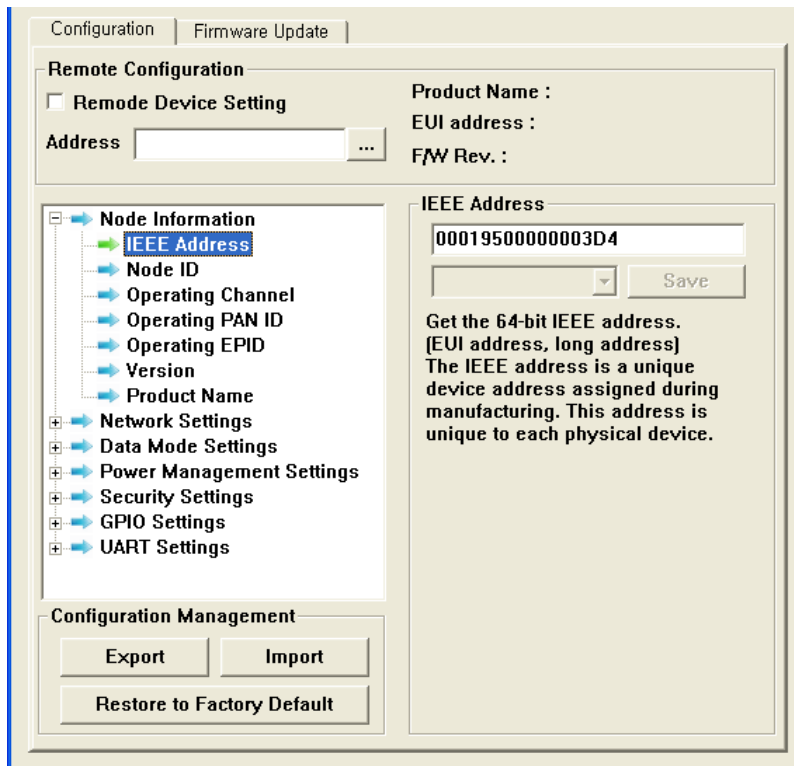 Configuration
Firmware Update
Remote Configuration
Remode Device Setting
Address
...
Product Name :
EUI address :
F/W Rev. :
Node Information
IEEE Address
Node ID
Operating Channel
Operating PAN ID
Operating EPID
Version
Product Name
Network Settings
Data Mode Settings
Power Management Settings
Security Settings
GPIO Settings
UART Settings
IEEE Address
00019500000003D4
Save
Get the 64-bit IEEE address.
(EUI address, long address)
The IEEE address is a unique
device address assigned during
manufacturing. This address is
unique to each physical device.
Configuration Management
Export
Import
Restore to Factory Default